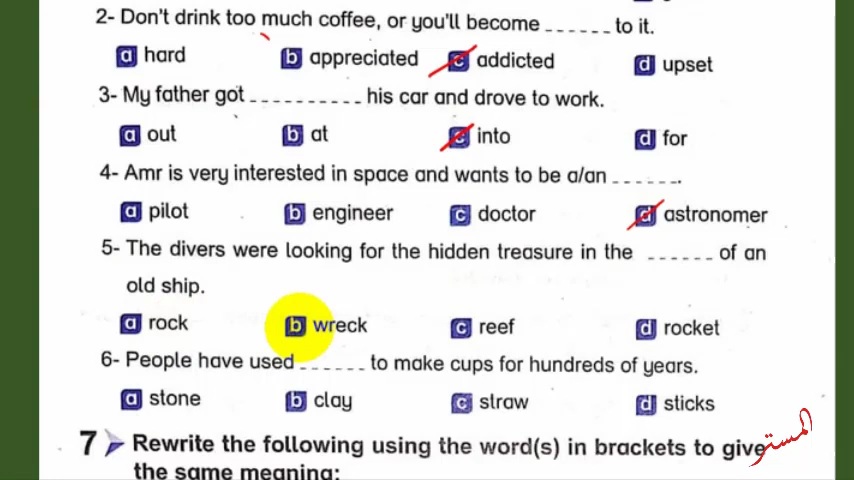 2- Don't drink too much coffee, or you'll become ______ to it.
a hard b appreciated c addicted d upset
3- My father got __________ his car and drove to work.
a out b at c into d for
4- Amr is very interested in space and wants to be a/an ______.
a pilot b engineer c doctor d astronomer
5- The divers were looking for the hidden treasure in the ______ of an
old ship.
a rock b wreck c reef d rocket
6- People have used ______ to make cups for hundreds of years.
a stone b clay c straw d sticks
7 Rewrite the following using the word(s) in brackets to give
the same meaning:
المستر